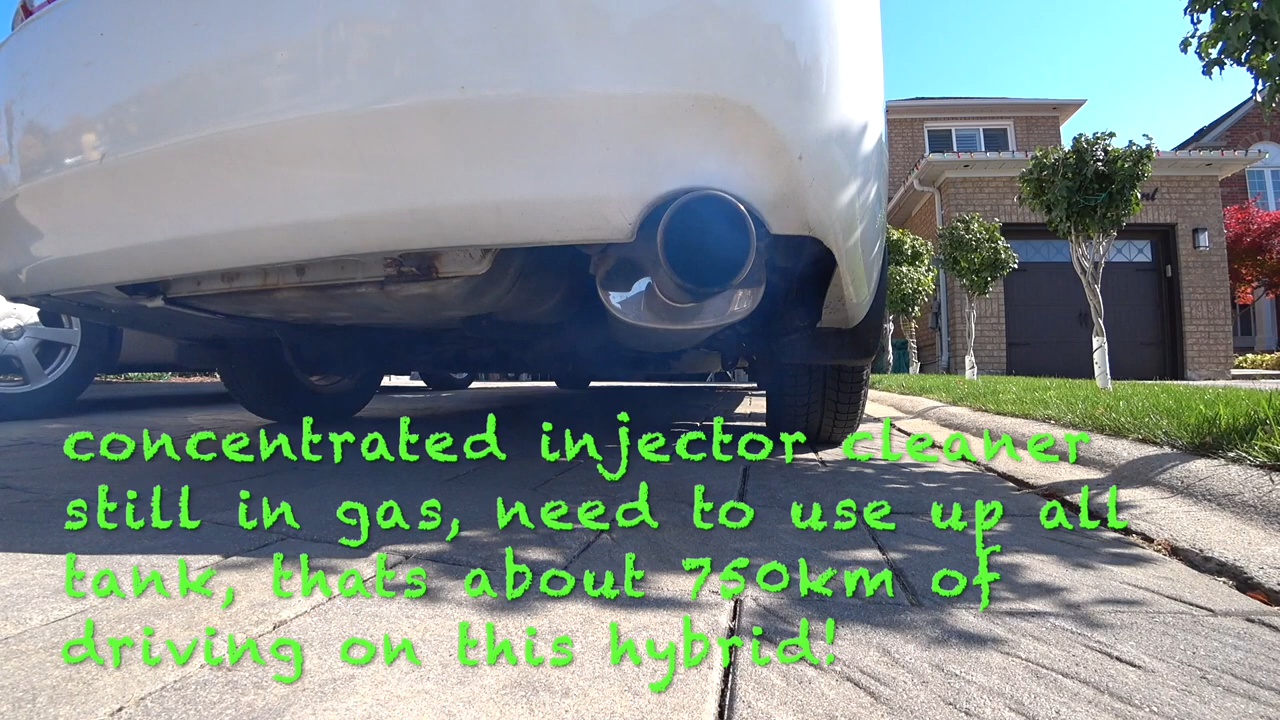 concentrated injector cleaner
still in gas, need to use up all
tank, thats about 750km of
driving on this hybrid!